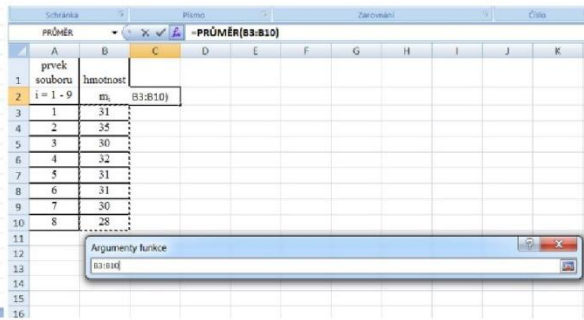 Schránka Písmo Zarovnání Číslo
PRŮMĚR =PRŮMĚR(B3:B10)
A B C D E F G H I J K
prvek
1 souboru hmotnost
2 i = 1 - 9 mᵢ B3:B10)
3 1 31
4 2 35
5 3 30
6 4 32
7 5 31
8 6 31
9 7 30
10 8 28
11
12 Argumenty funkce
13 B3:B10
14
15
16